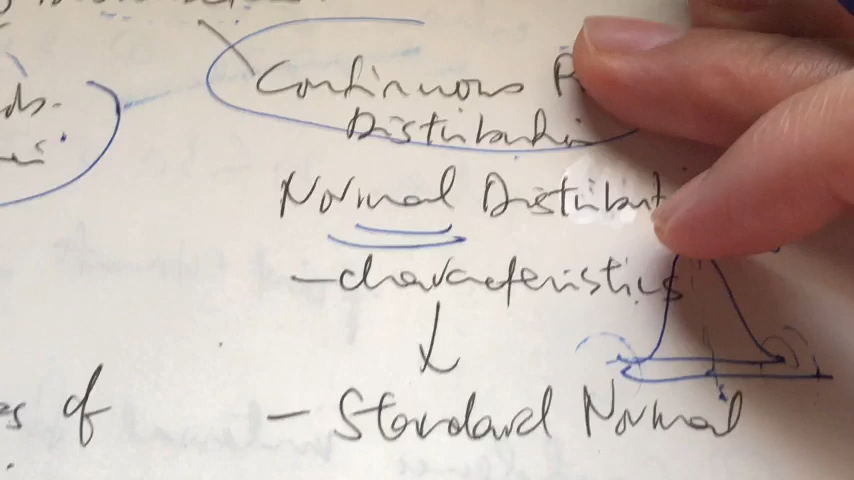 Continuous
Distribution
Normal Distribut
- characteristics
of
- Standard Normal